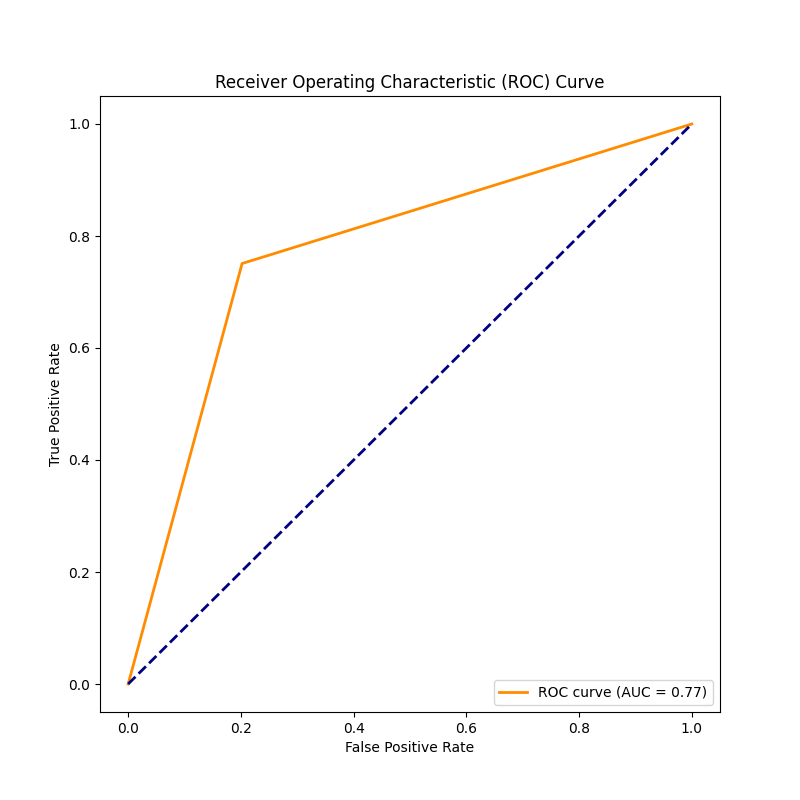 Receiver Operating Characteristic (ROC) Curve
True Positive Rate
1.0
0.8
0.6
0.4
0.2
0.0
ROC curve (AUC = 0.77)
0.0 0.2 0.4 0.6 0.8 1.0
False Positive Rate